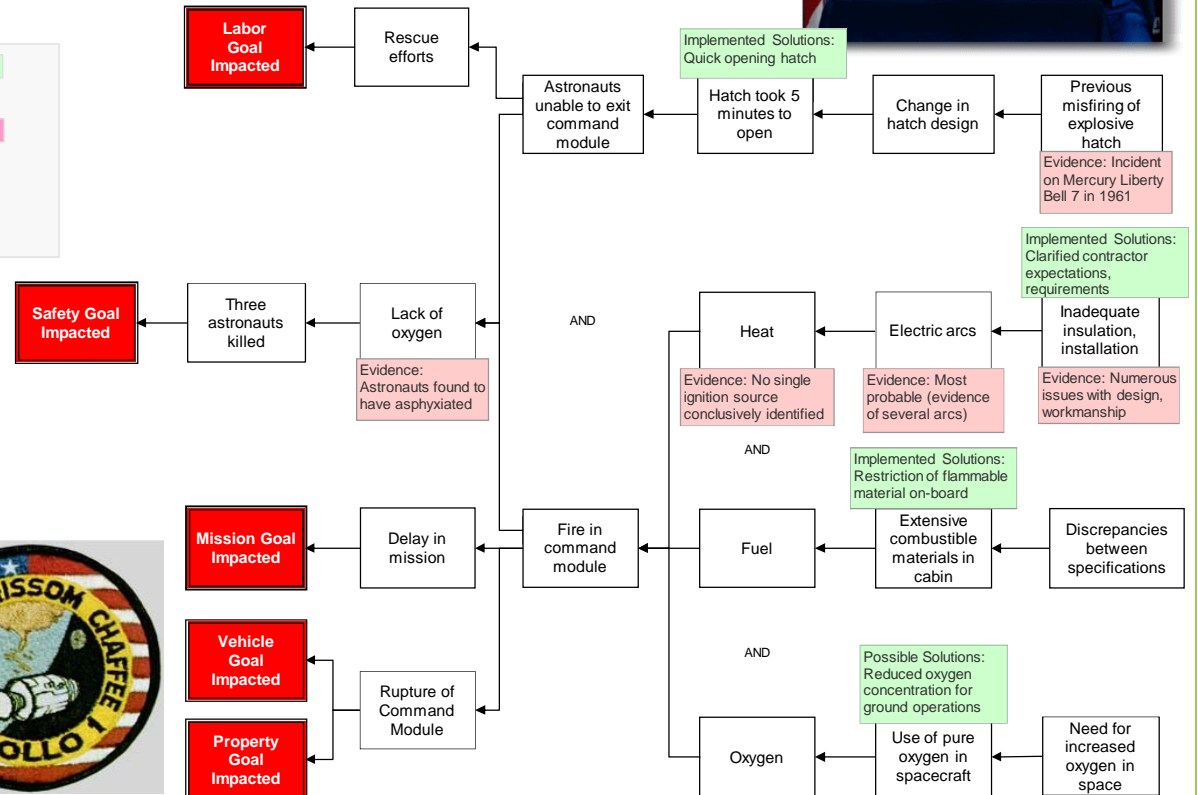 Labor
Goal
Impacted
Rescue
efforts
Astronauts
unable to exit
command
module
Implemented Solutions:
Quick opening hatch
Hatch took 5
minutes to
open
Change in
hatch design
Previous
misfiring of
explosive
hatch
Evidence: Incident
on Mercury Liberty
Bell 7 in 1961
Safety Goal
Impacted
Three
astronauts
killed
Lack of
oxygen
Evidence:
Astronauts found to
have asphyxiated
AND
Heat
Evidence: No single
ignition source
conclusively identified
Electric arcs
Evidence: Most
probable (evidence
of several arcs)
Implemented Solutions:
Clarified contractor
expectations,
requirements
Inadequate
insulation,
installation
Evidence: Numerous
issues with design,
workmanship
AND
Mission Goal
Impacted
Delay in
mission
Fire in
command
module
Fuel
Implemented Solutions:
Restriction of flammable
material on-board
Extensive
combustible
materials in
cabin
Discrepancies
between
specifications
AND
Vehicle
Goal
Impacted
Property
Goal
Impacted
Rupture of
Command
Module
Oxygen
Possible Solutions:
Reduced oxygen
concentration for
ground operations
Use of pure
oxygen in
spacecraft
Need for
increased
oxygen in
space
ISSOM CHAFFEE
OLLO 1